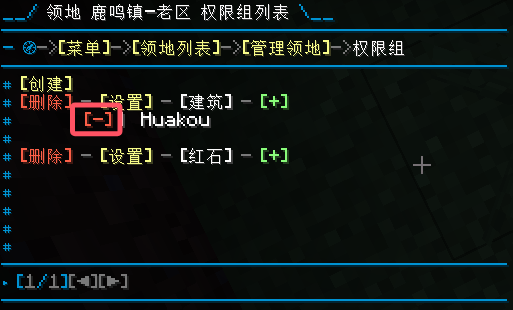 __/ 领地 鹿鸣镇-老区 权限组列表 \__
— 🧭->[菜单]->[领地列表]->[管理领地]->权限组
# [创建]
# [删除] - [设置] - [建筑] - [+]
# [-] Huakou
#
# [删除] - [设置] - [红石] - [+]
#
#
#
#
#
▸ [1/1][◀][▶]